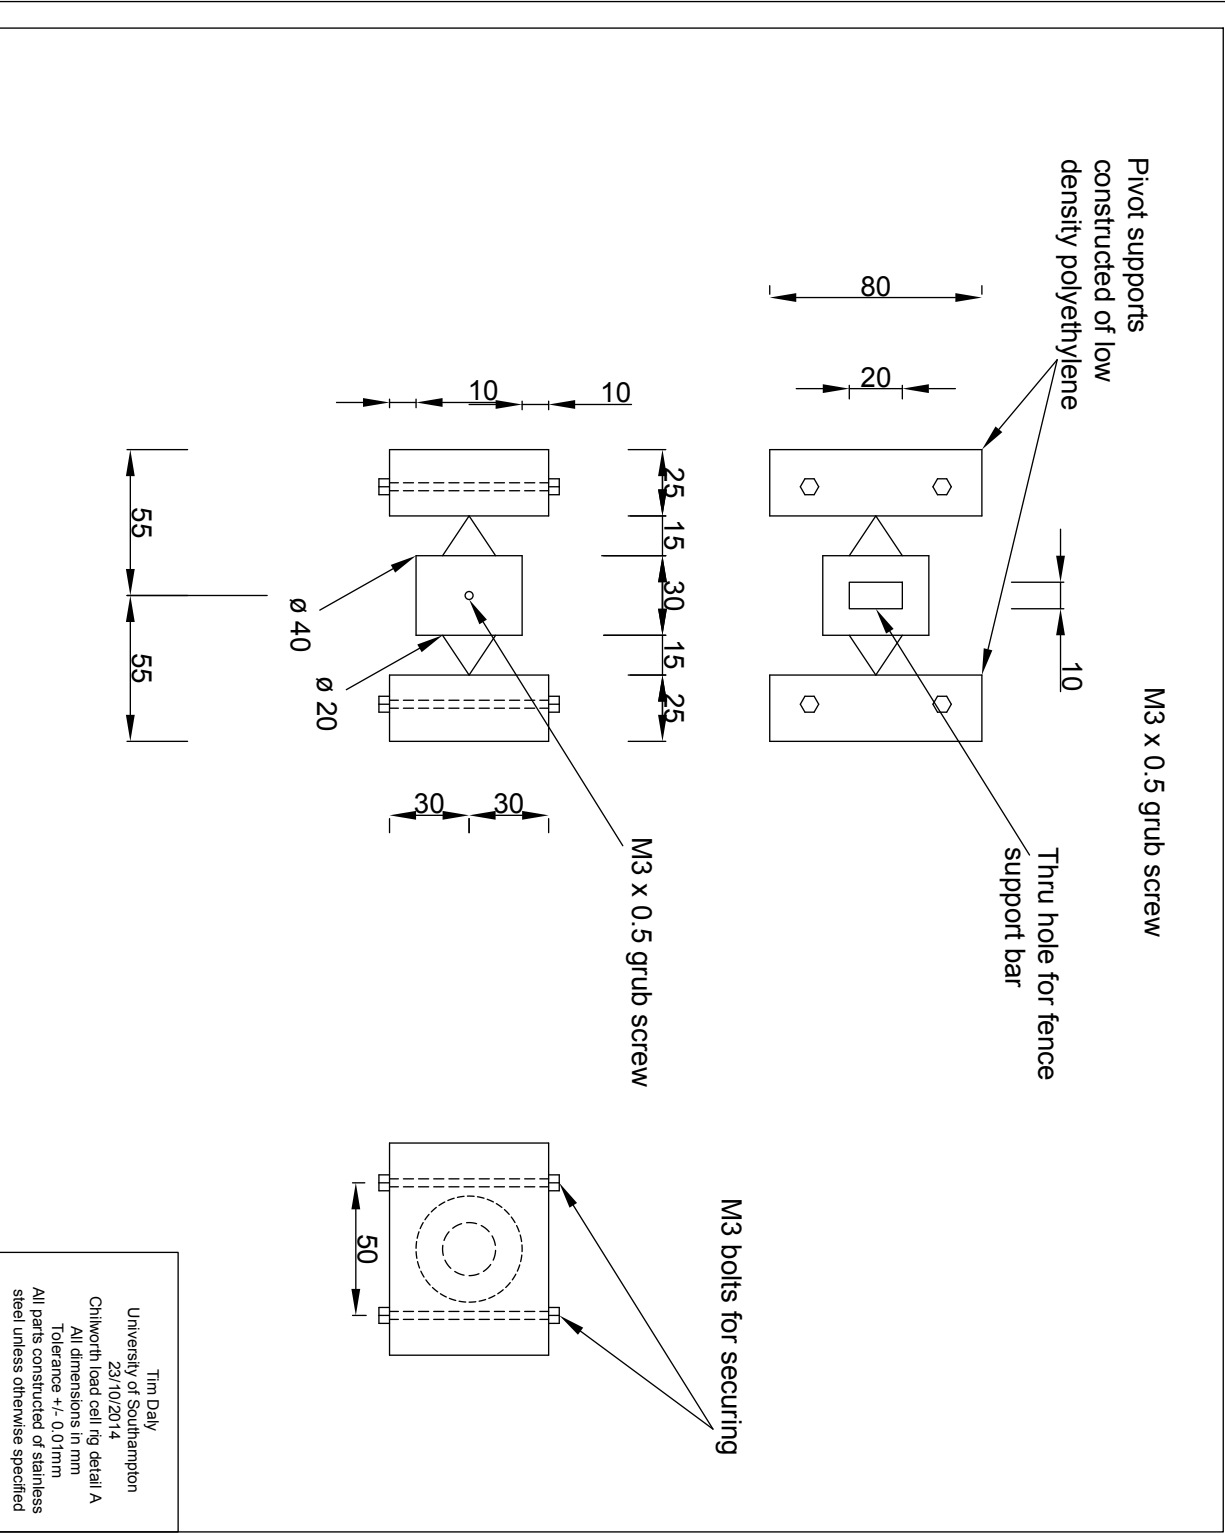 Pivot supports
constructed of low
density polyethylene
M3 x 0.5 grub screw
Thru hole for fence
support bar
80
20
10
10
10
25
15
30
15
25
M3 x 0.5 grub screw
30
30
ø 40
ø 20
55
55
M3 bolts for securing
50
Tim Daly
University of Southampton
23/10/2014
Chilworth load cell rig detail A
All dimensions in mm
Tolerance +/- 0.01mm
All parts constructed of stainless
steel unless otherwise specified